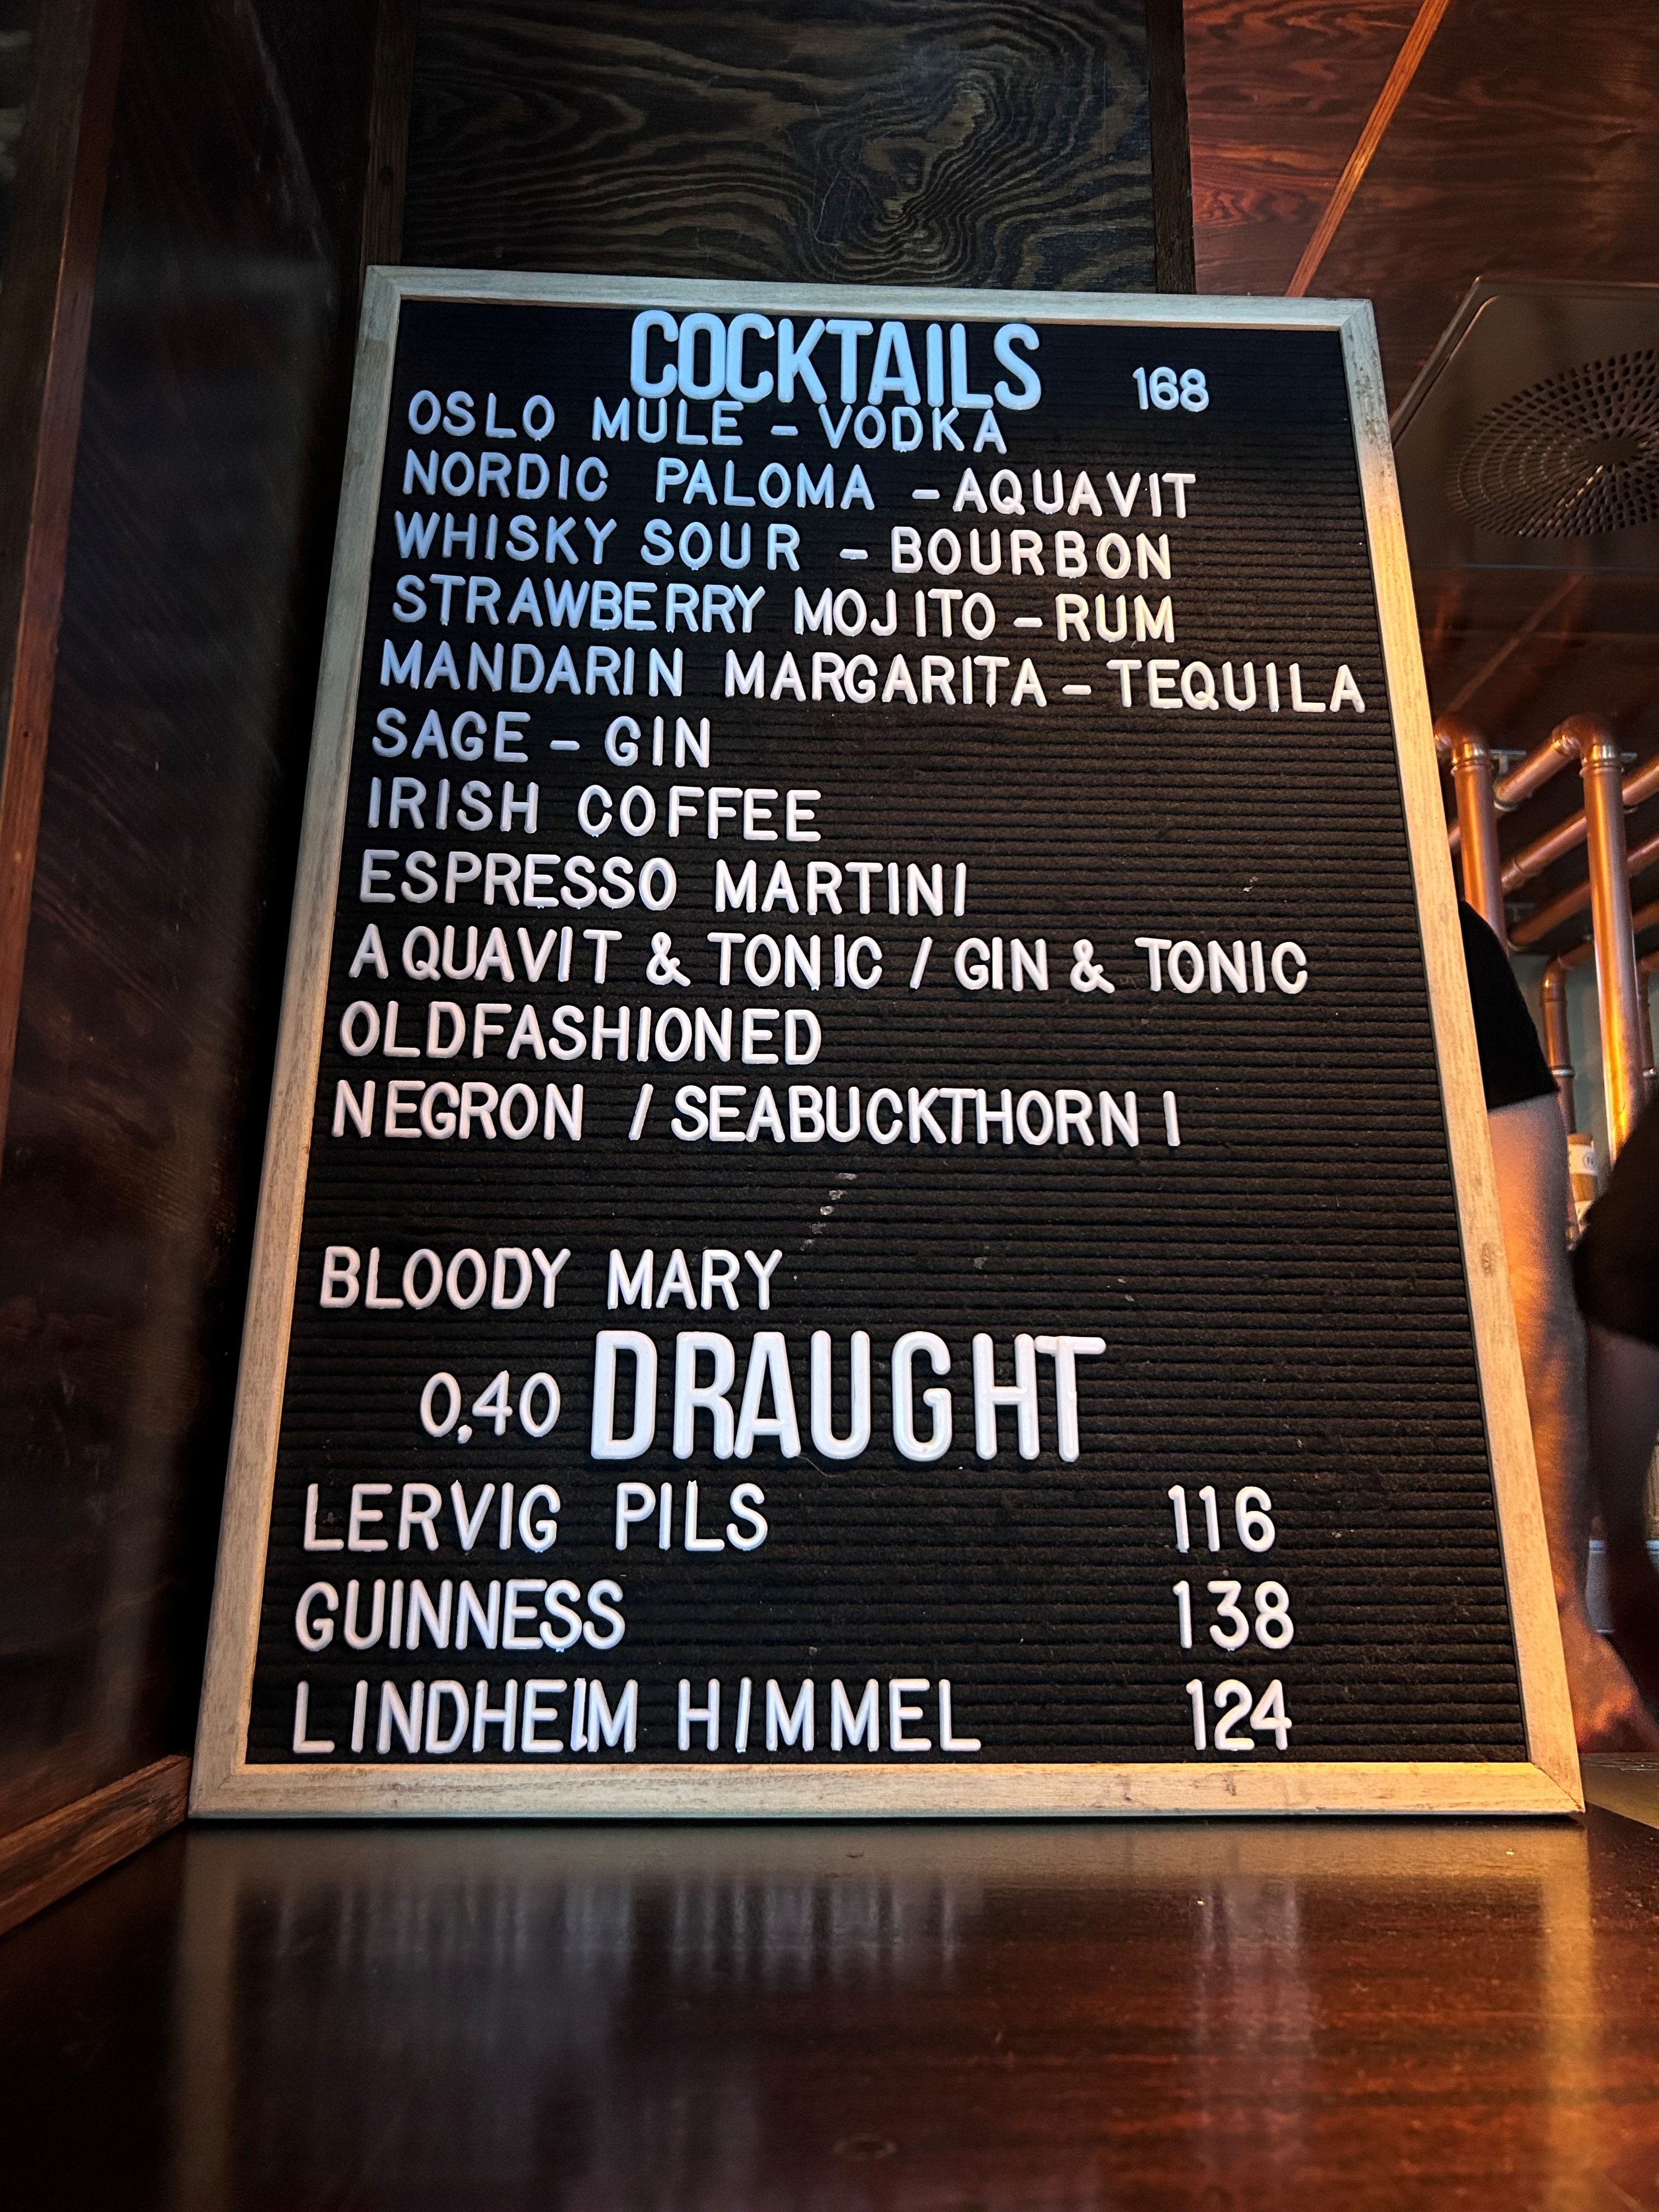 COCKTAILS 168
OSLO MULE - VODKA
NORDIC PALOMA - AQUAVIT
WHISKY SOUR - BOURBON
STRAWBERRY MOJITO - RUM
MANDARIN MARGARITA - TEQUILA
SAGE - GIN
IRISH COFFEE
ESPRESSO MARTINI
AQUAVIT & TONIC / GIN & TONIC
OLDFASHIONED
NEGRON / SEABUCKTHORN I
BLOODY MARY
0,40 DRAUGHT
LERVIG PILS 116
GUINNESS 138
LINDHEIM HIMMEL 124